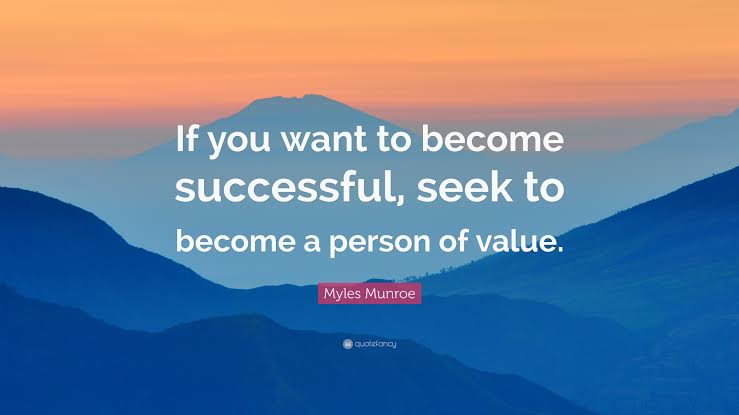 If you want to become
successful, seek to
become a person of value.
Myles Munroe
quotefancy